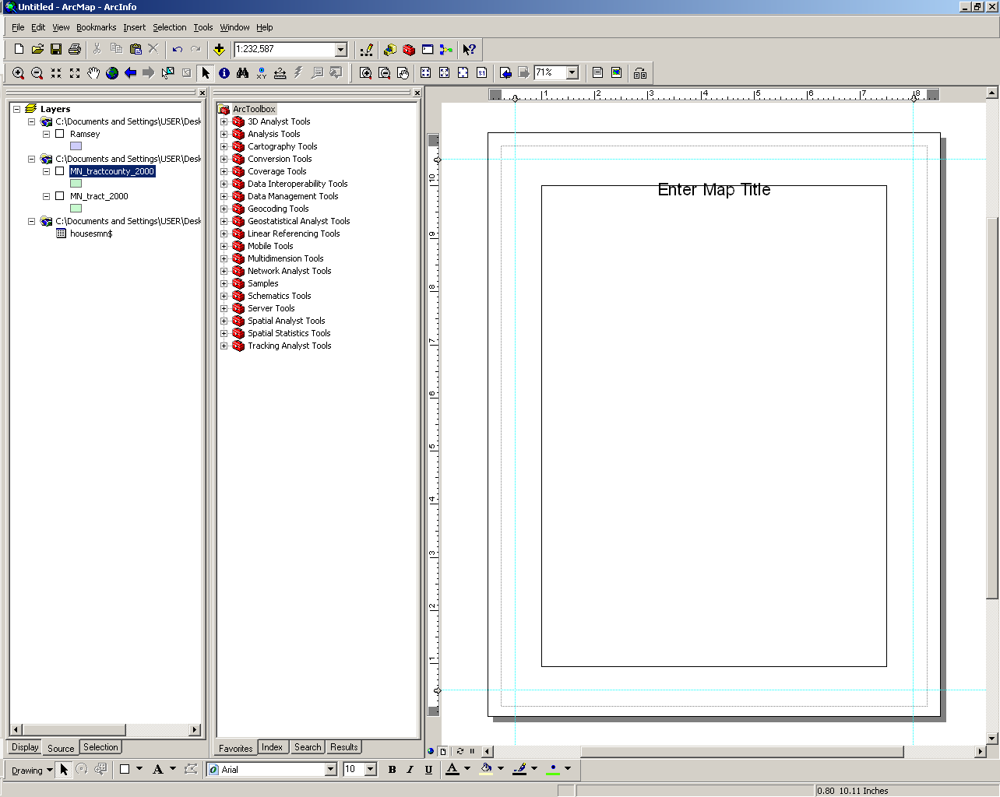 Untitled - ArcMap - ArcInfo
File Edit View Bookmarks Insert Selection Tools Window Help
1:232,587
71%
Layers
C:\Documents and Settings\USER\Desk
Ramsey
C:\Documents and Settings\USER\Desk
MN_tractcounty_2000
MN_tract_2000
C:\Documents and Settings\USER\Desk
housesmn$
Display Source Selection
ArcToolbox
3D Analyst Tools
Analysis Tools
Cartography Tools
Conversion Tools
Coverage Tools
Data Interoperability Tools
Data Management Tools
Geocoding Tools
Geostatistical Analyst Tools
Linear Referencing Tools
Mobile Tools
Multidimension Tools
Network Analyst Tools
Samples
Schematics Tools
Server Tools
Spatial Analyst Tools
Spatial Statistics Tools
Tracking Analyst Tools
Favorites Index Search Results
1 2 3 4 5 6 7 8
10
9
8
7
6
5
4
3
2
1
Enter Map Title
Drawing A Arial 10 B I U A
0.80 10.11 Inches